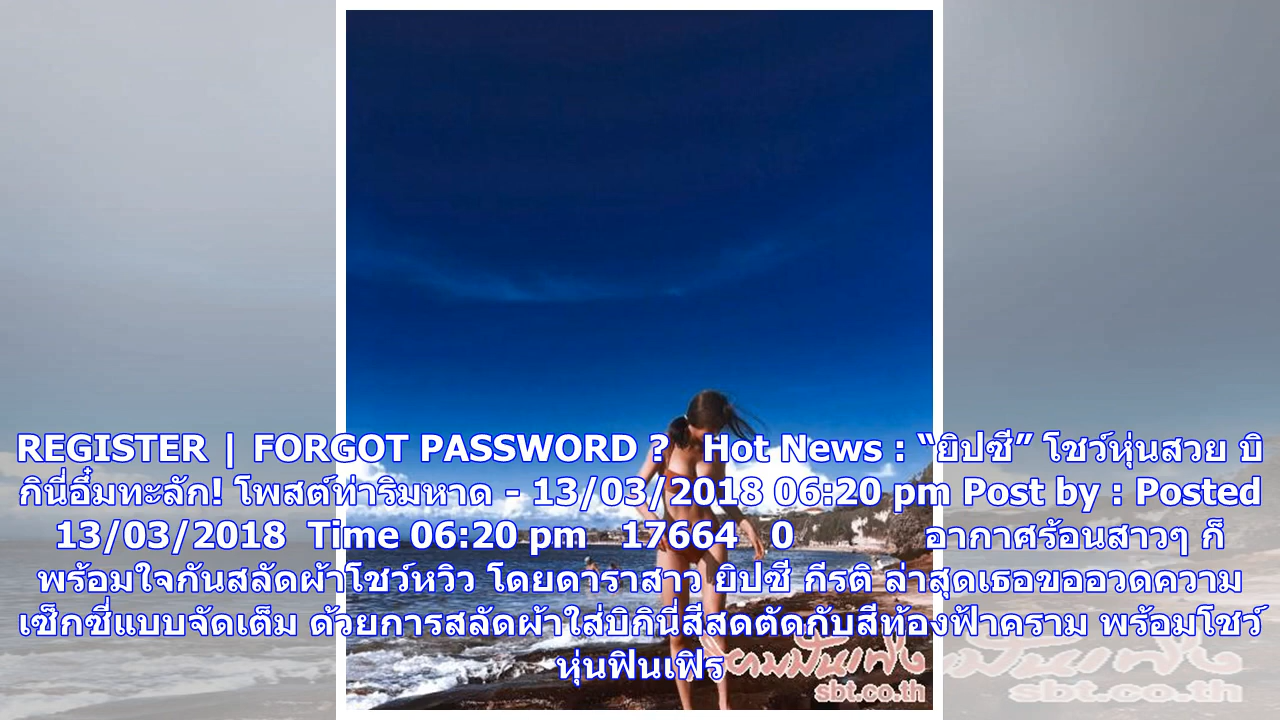 REGISTER | FORGOT PASSWORD ? Hot News : “ยิปซี” โชว์หุ่นสวย บิ
กินี่อึ๋มทะลัก! โพสต์ท่าริมหาด - 13/03/2018 06:20 pm Post by : Posted
13/03/2018 Time 06:20 pm 17664 0 อากาศร้อนสาวๆ ก็
พร้อมใจกันสลัดผ้าโชว์หวิว โดยดาราสาว ยิปซี กีรติ ล่าสุดเธอขออวดความ
เซ็กซี่แบบจัดเต็ม ด้วยการสลัดผ้าใส่บิกินี่สีสดตัดกับสีท้องฟ้าคราม พร้อมโชว์
หุ่นฟินเฟิร
sbt.co.th
sbt.co.th